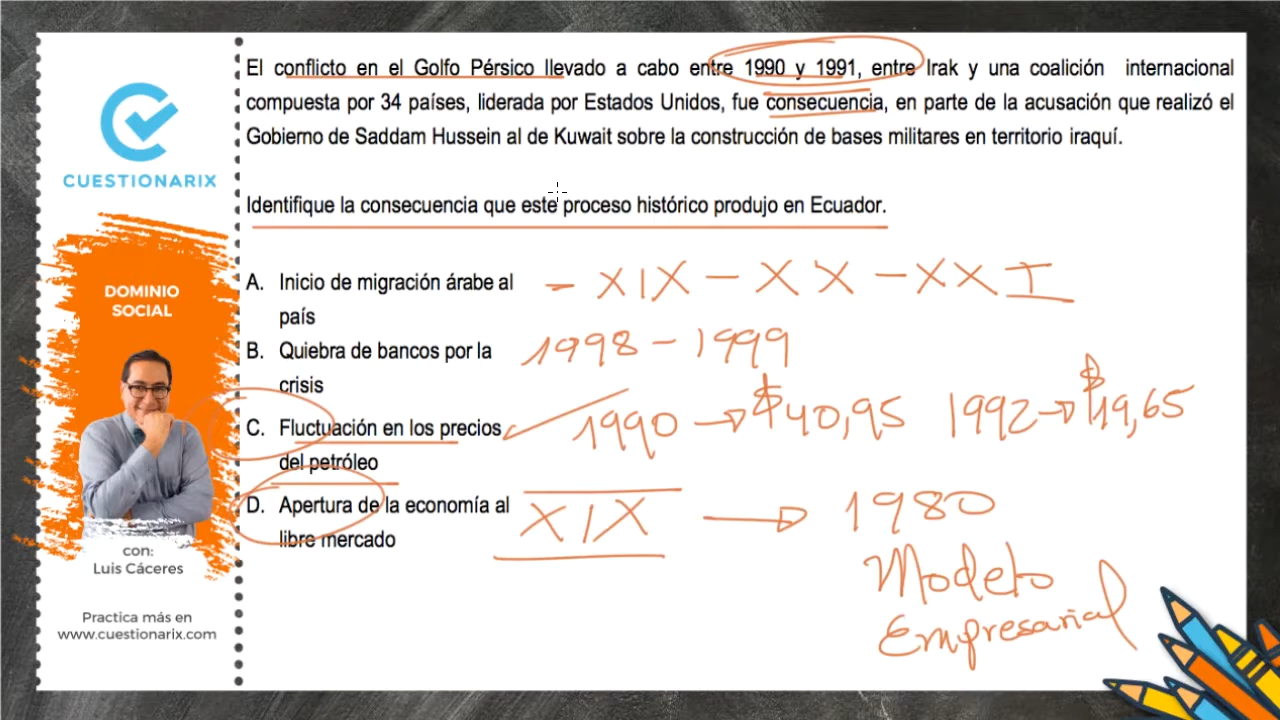 El conflicto en el Golfo Pérsico llevado a cabo entre 1990 y 1991, entre Irak y una coalición internacional
compuesta por 34 países, liderada por Estados Unidos, fue consecuencia, en parte de la acusación que realizó el
Gobierno de Saddam Hussein al de Kuwait sobre la construcción de bases militares en territorio iraquí.
CUESTIONARIX
Identifique la consecuencia que este proceso histórico produjo en Ecuador.
DOMINIO
SOCIAL
A. Inicio de migración árabe al
país
- XIX - XX - XXI
B. Quiebra de bancos por la
crisis
1998 - 1999
C. Fluctuación en los precios
del petróleo
1990 → $40,95 1992 → $19,65
D. Apertura de la economía al
libre mercado
XIX → 1980
Modelo
Empresarial
con:
Luis Cáceres
Practica más en
www.cuestionarix.com